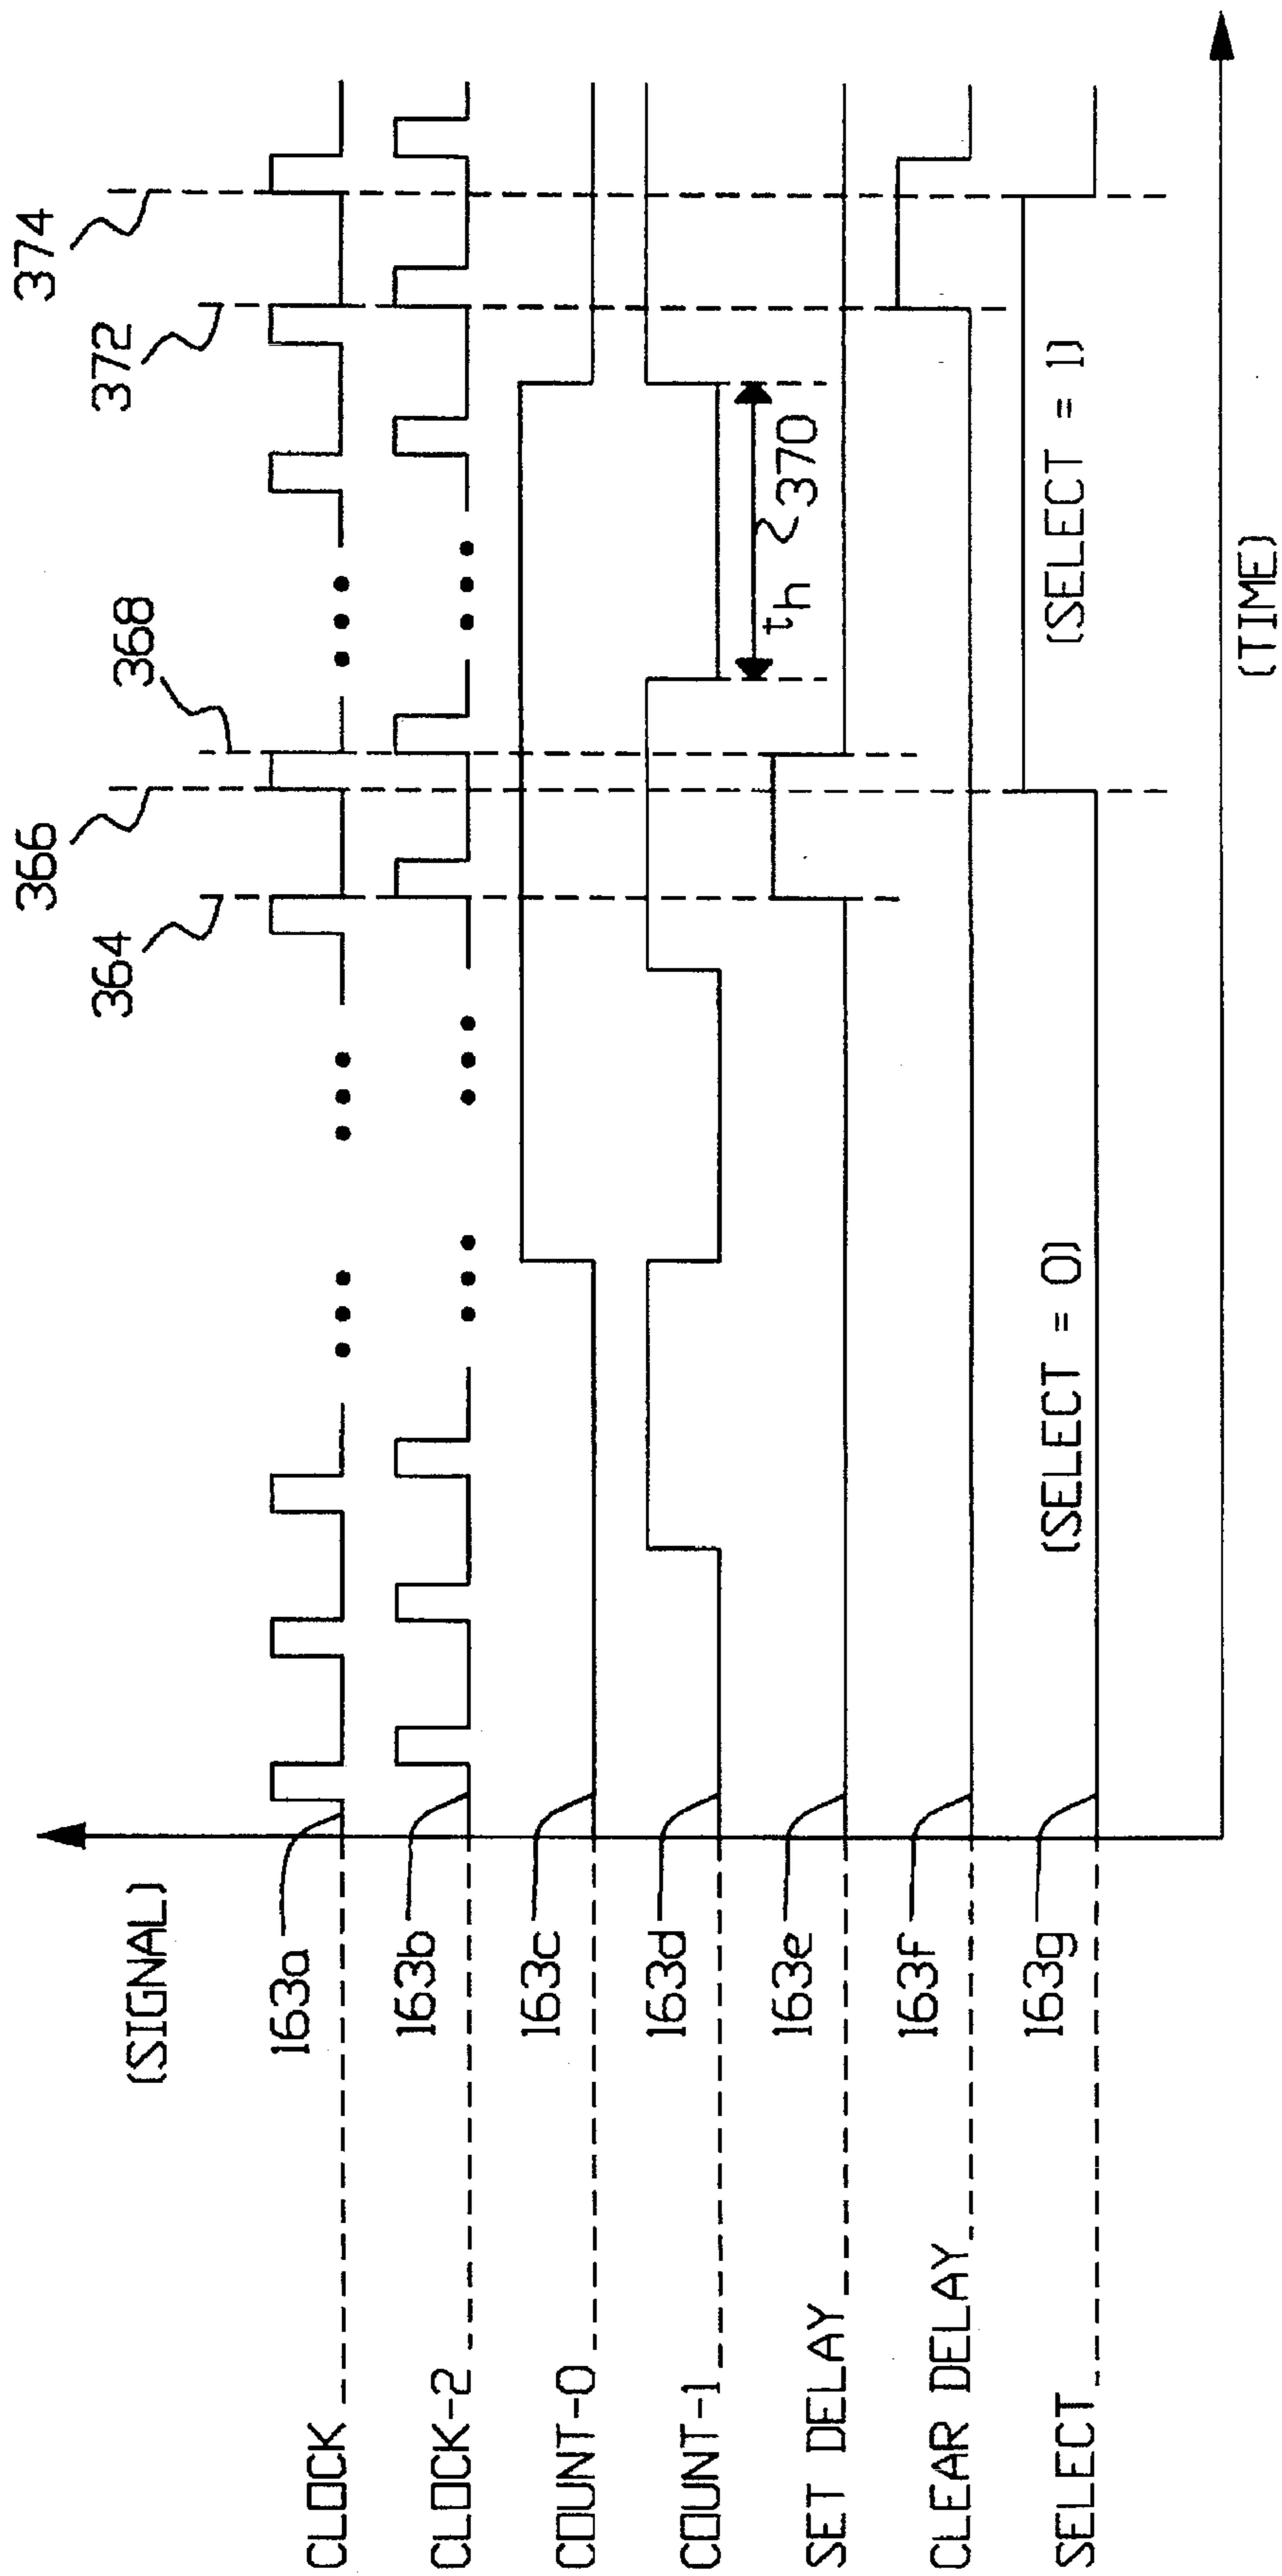 (SIGNAL)
364
366
368
372
374
CLOCK
163a
CLOCK-2
163b
COUNT-0
163c
COUNT-1
163d
th
370
SET DELAY
163e
CLEAR DELAY
163f
SELECT
163g
(SELECT = 0)
(SELECT = 1)
(TIME)